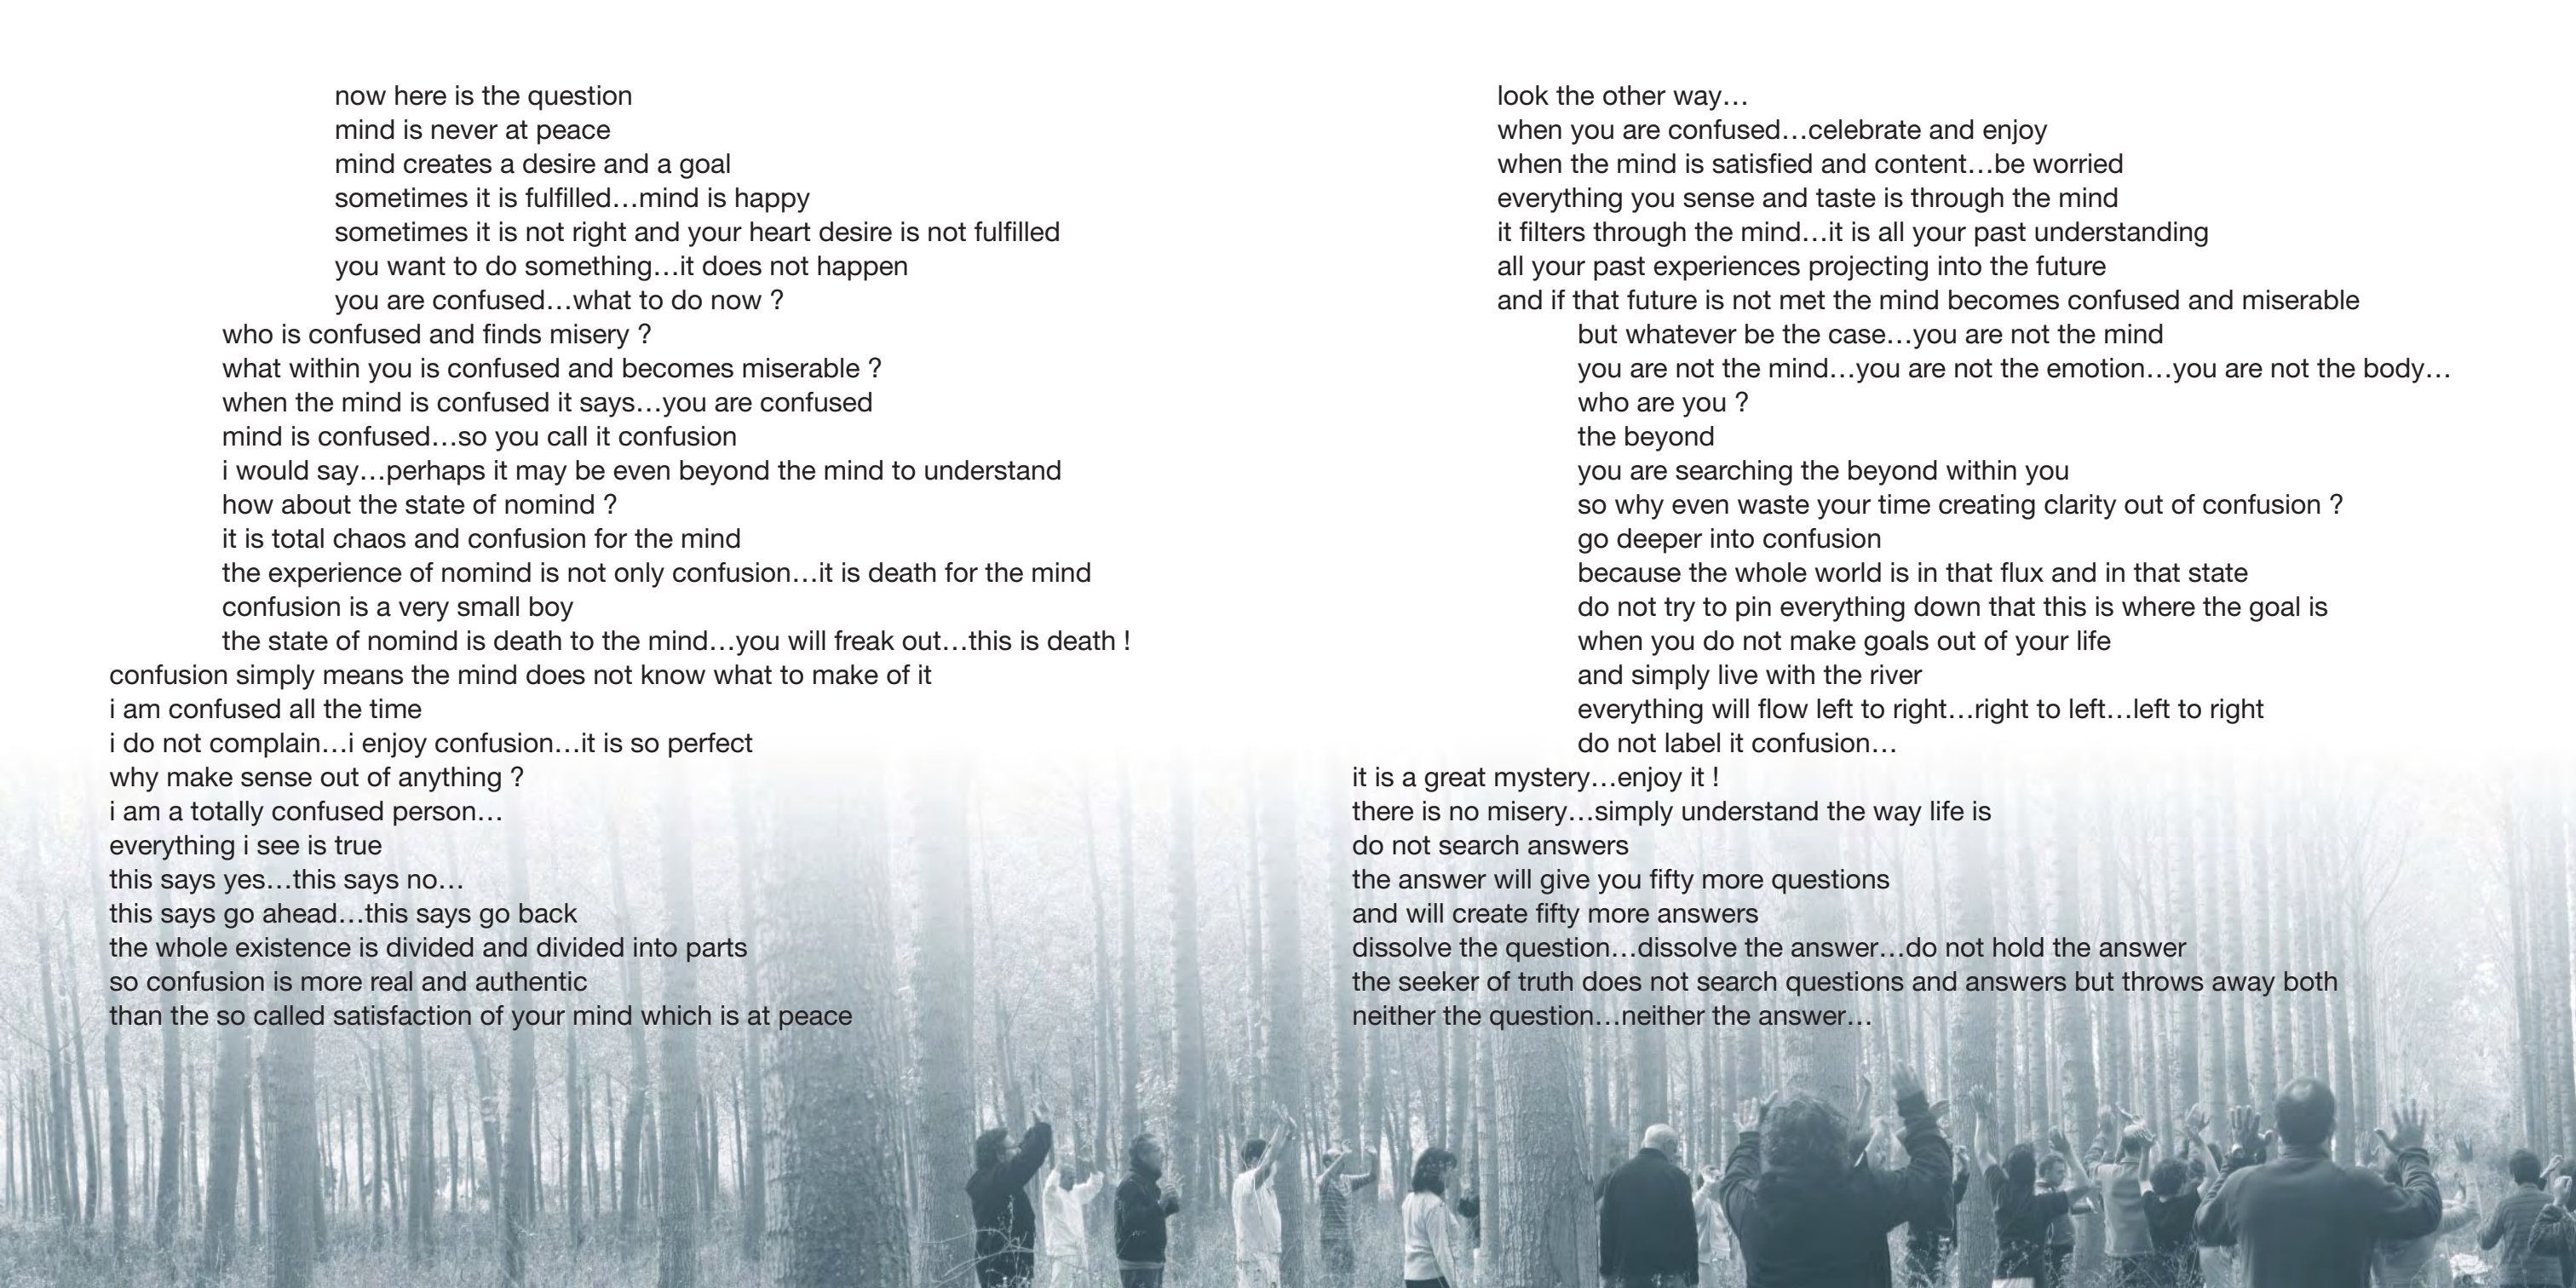 now here is the question
mind is never at peace
mind creates a desire and a goal
sometimes it is fulfilled…mind is happy
sometimes it is not right and your heart desire is not fulfilled
you want to do something…it does not happen
you are confused…what to do now ?
who is confused and finds misery ?
what within you is confused and becomes miserable ?
when the mind is confused it says…you are confused
mind is confused…so you call it confusion
i would say…perhaps it may be even beyond the mind to understand
how about the state of nomind ?
it is total chaos and confusion for the mind
the experience of nomind is not only confusion…it is death for the mind
confusion is a very small boy
the state of nomind is death to the mind…you will freak out…this is death !
confusion simply means the mind does not know what to make of it
i am confused all the time
i do not complain…i enjoy confusion…it is so perfect
why make sense out of anything ?
i am a totally confused person…
everything i see is true
this says yes…this says no…
this says go ahead…this says go back
the whole existence is divided and divided into parts
so confusion is more real and authentic
than the so called satisfaction of your mind which is at peace
look the other way…
when you are confused…celebrate and enjoy
when the mind is satisfied and content…be worried
everything you sense and taste is through the mind
it filters through the mind…it is all your past understanding
all your past experiences projecting into the future
and if that future is not met the mind becomes confused and miserable
but whatever be the case…you are not the mind
you are not the mind…you are not the emotion…you are not the body…
who are you ?
the beyond
you are searching the beyond within you
so why even waste your time creating clarity out of confusion ?
go deeper into confusion
because the whole world is in that flux and in that state
do not try to pin everything down that this is where the goal is
when you do not make goals out of your life
and simply live with the river
everything will flow left to right…right to left…left to right
do not label it confusion…
it is a great mystery…enjoy it !
there is no misery…simply understand the way life is
do not search answers
the answer will give you fifty more questions
and will create fifty more answers
dissolve the question…dissolve the answer…do not hold the answer
the seeker of truth does not search questions and answers but throws away both
neither the question…neither the answer…